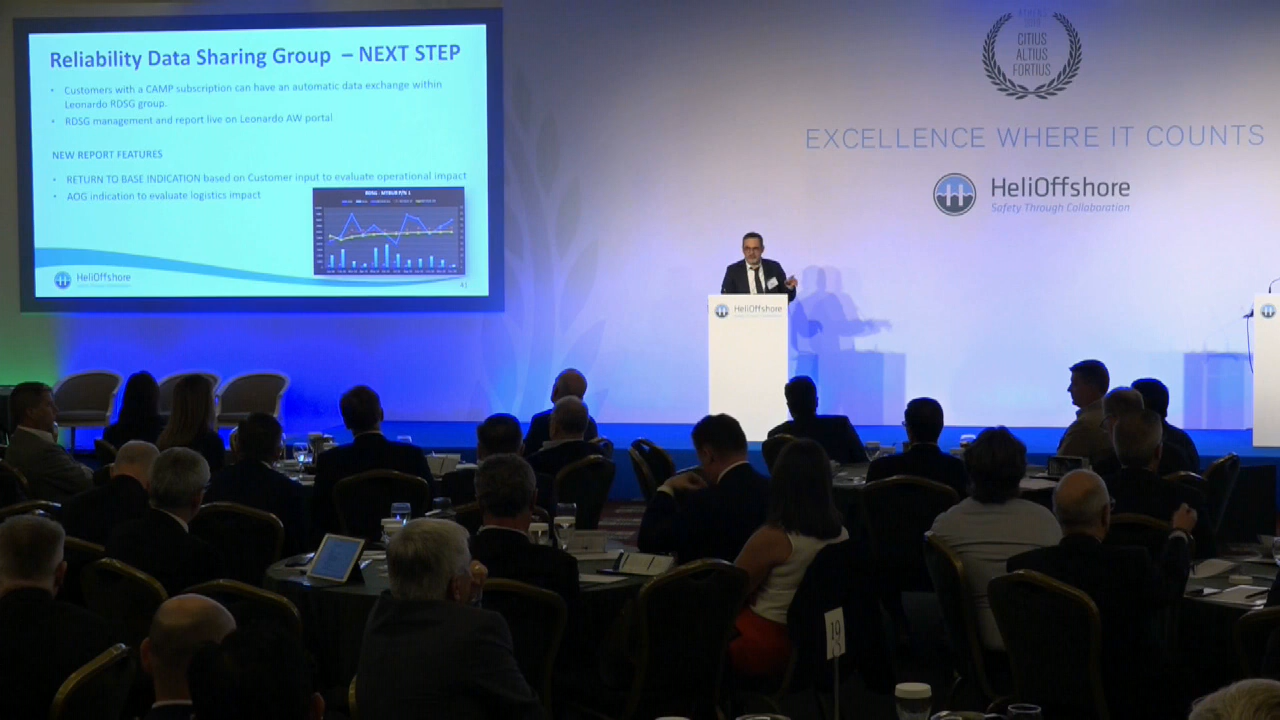 Reliability Data Sharing Group – NEXT STEP
• Customers with a CAMP subscription can have an automatic data exchange within
Leonardo RDSG group.
• RDSG management and report live on Leonardo AW portal
NEW REPORT FEATURES
• RETURN TO BASE INDICATION based on Customer input to evaluate operational impact
• AOG indication to evaluate logistics impact
HeliOffshore
41
CITIUS
ALTIUS
FORTIUS
EXCELLENCE WHERE IT COUNTS
HeliOffshore
Safety Through Collaboration
HeliOffshore
19